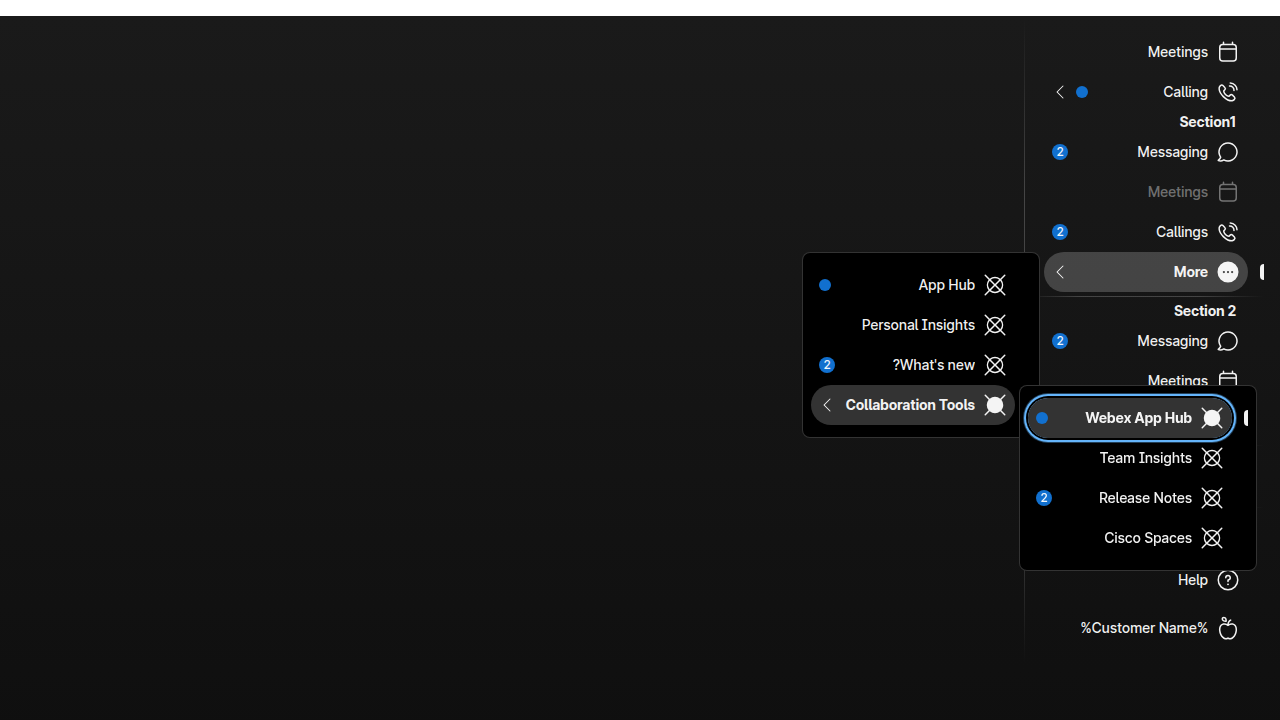 Meetings
Calling
Section1
Messaging 2
Meetings
Callings 2
More
Section 2
Messaging 2
Meetings
App Hub
Personal Insights
?What's new 2
Collaboration Tools
Webex App Hub
Team Insights
Release Notes 2
Cisco Spaces
Help
%Customer Name%